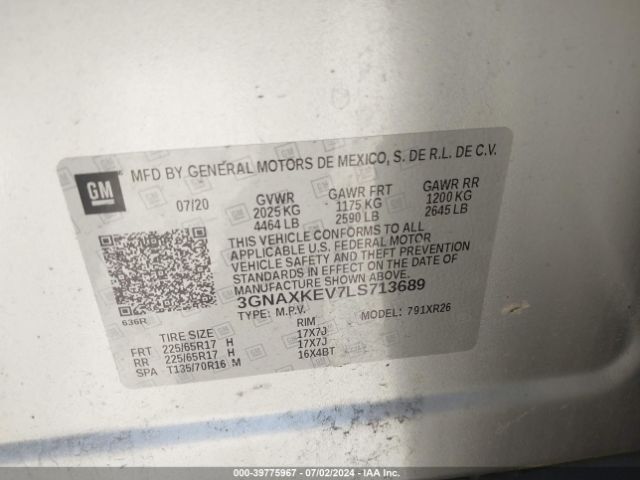 MFD BY GENERAL MOTORS DE MEXICO, S. DE R.L. DE C.V.
GM
07/20 GVWR GAWR FRT GAWR RR
2025 KG 1175 KG 1200 KG
4464 LB 2590 LB 2645 LB
THIS VEHICLE CONFORMS TO ALL
APPLICABLE U.S. FEDERAL MOTOR
VEHICLE SAFETY AND THEFT PREVENTION
STANDARDS IN EFFECT ON THE DATE OF
MANUFACTURE SHOWN ABOVE.
3GNAXKEV7LS713689
636R
TYPE: M.P.V. MODEL: 791XR26
TIRE SIZE RIM
FRT 225/65R17 H 17X7J
RR 225/65R17 H 17X7J
SPA T135/70R16 M 16X4BT
000-39775967 - 07/02/2024 - IAA Inc.